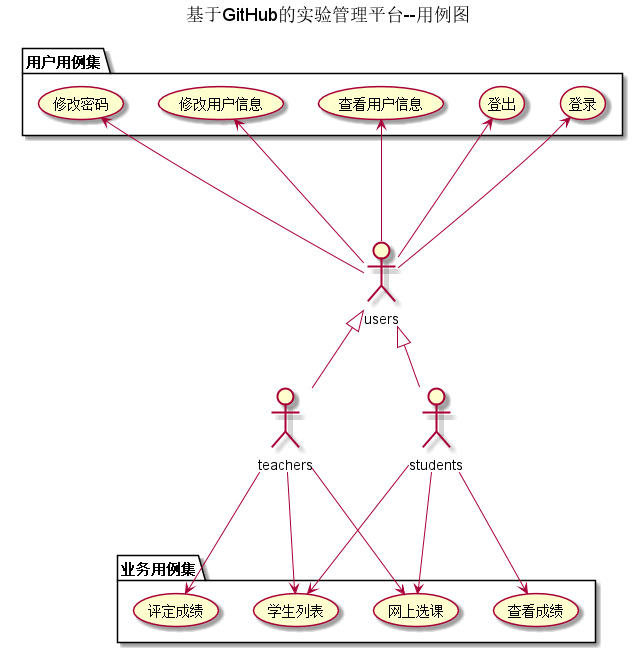 基于GitHub的实验管理平台--用例图
用户用例集
修改密码
修改用户信息
查看用户信息
登出
登录
users
teachers
students
业务用例集
评定成绩
学生列表
网上选课
查看成绩